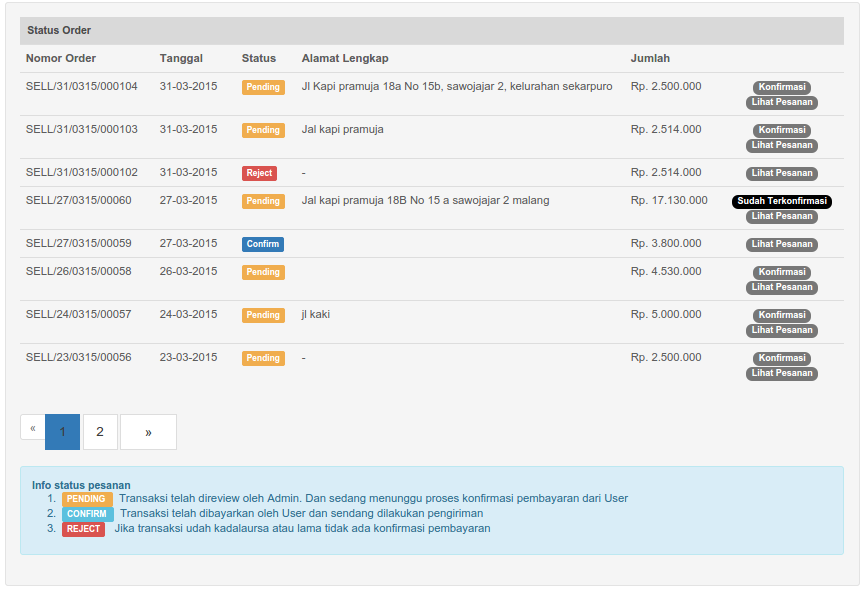 Status Order
Nomor Order Tanggal Status Alamat Lengkap Jumlah
SELL/31/0315/000104 31-03-2015 Pending Jl Kapi pramuja 18a No 15b, sawojajar 2, kelurahan sekarpuro Rp. 2.500.000 Konfirmasi
Lihat Pesanan
SELL/31/0315/000103 31-03-2015 Pending Jal kapi pramuja Rp. 2.514.000 Konfirmasi
Lihat Pesanan
SELL/31/0315/000102 31-03-2015 Reject - Rp. 2.514.000 Lihat Pesanan
SELL/27/0315/00060 27-03-2015 Pending Jal kapi pramuja 18B No 15 a sawojajar 2 malang Rp. 17.130.000 Sudah Terkonfirmasi
Lihat Pesanan
SELL/27/0315/00059 27-03-2015 Confirm Rp. 3.800.000 Lihat Pesanan
SELL/26/0315/00058 26-03-2015 Pending Rp. 4.530.000 Konfirmasi
Lihat Pesanan
SELL/24/0315/00057 24-03-2015 Pending jl kaki Rp. 5.000.000 Konfirmasi
Lihat Pesanan
SELL/23/0315/00056 23-03-2015 Pending - Rp. 2.500.000 Konfirmasi
Lihat Pesanan
« 1 2 »
Info status pesanan
1. PENDING Transaksi telah direview oleh Admin. Dan sedang menunggu proses konfirmasi pembayaran dari User
2. CONFIRM Transaksi telah dibayarkan oleh User dan sendang dilakukan pengiriman
3. REJECT Jika transaksi udah kadalaursa atau lama tidak ada konfirmasi pembayaran